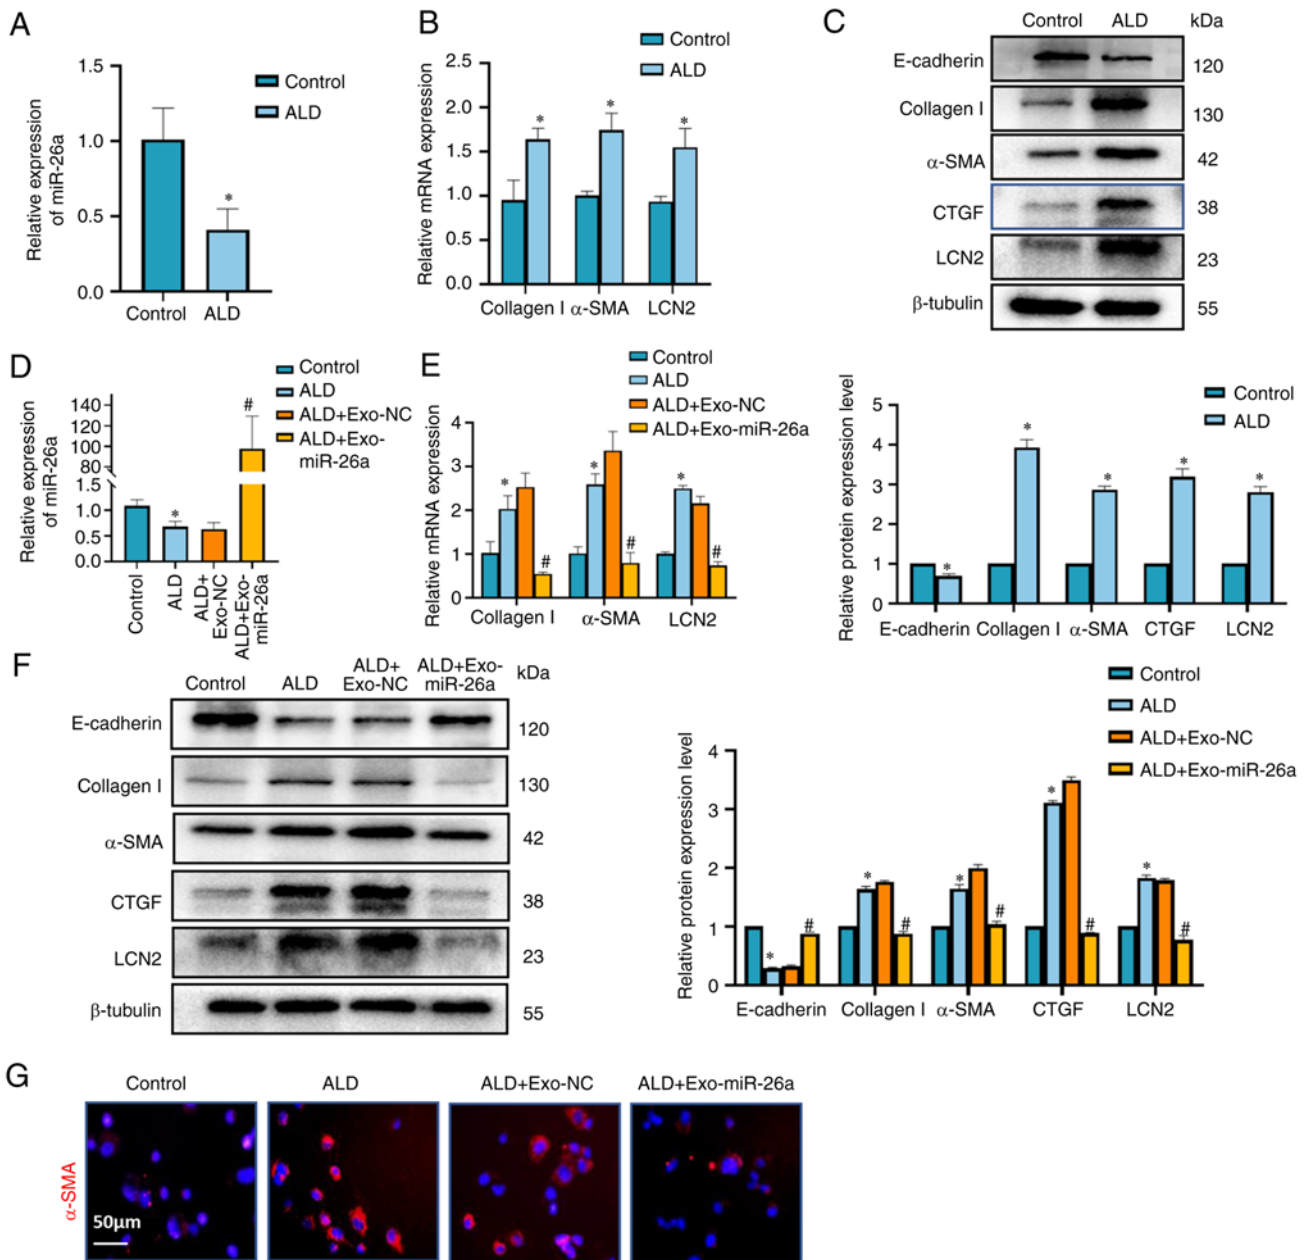 A
Relative expression
of miR-26a
1.5
1.0
0.5
0.0
Control
ALD
*
Control
ALD
B
Relative mRNA expression
2.5
2.0
1.5
1.0
0.5
0.0
Control
ALD
*
*
*
Collagen I
α-SMA
LCN2
C
Control
ALD
kDa
E-cadherin
120
Collagen I
130
α-SMA
42
CTGF
38
LCN2
23
β-tubulin
55
D
Relative expression
of miR-26a
140
120
100
80
1.5
1.0
0.5
0.0
#
*
Control
ALD
ALD+Exo-NC
ALD+Exo-
miR-26a
Control
ALD
ALD+
Exo-NC
ALD+Exo-
miR-26a
E
Relative mRNA expression
4
3
2
1
0
Control
ALD
ALD+Exo-NC
ALD+Exo-miR-26a
*
#
*
#
*
#
Collagen I
α-SMA
LCN2
Relative protein expression level
5
4
3
2
1
0
Control
ALD
*
*
*
*
*
E-cadherin
Collagen I
α-SMA
CTGF
LCN2
F
Control
ALD
ALD+
Exo-NC
ALD+Exo-
miR-26a
kDa
E-cadherin
120
Collagen I
130
α-SMA
42
CTGF
38
LCN2
23
β-tubulin
55
Relative protein expression level
4
3
2
1
0
Control
ALD
ALD+Exo-NC
ALD+Exo-miR-26a
*
#
*
#
*
#
*
#
*
#
E-cadherin
Collagen I
α-SMA
CTGF
LCN2
G
Control
ALD
ALD+Exo-NC
ALD+Exo-miR-26a
α-SMA
50µm